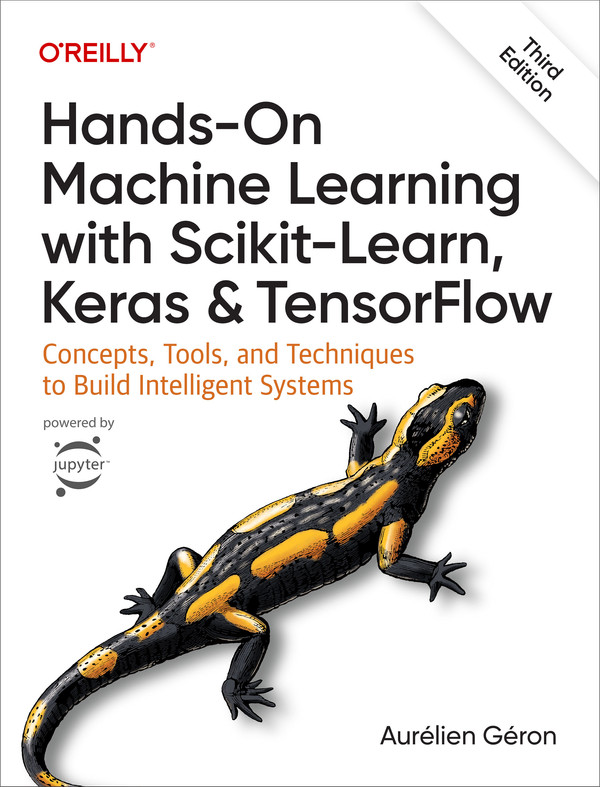 O'REILLY®
Third
Edition
Hands-On
Machine Learning
with Scikit-Learn,
Keras & TensorFlow
Concepts, Tools, and Techniques
to Build Intelligent Systems
powered by
jupyter™
Aurélien Géron